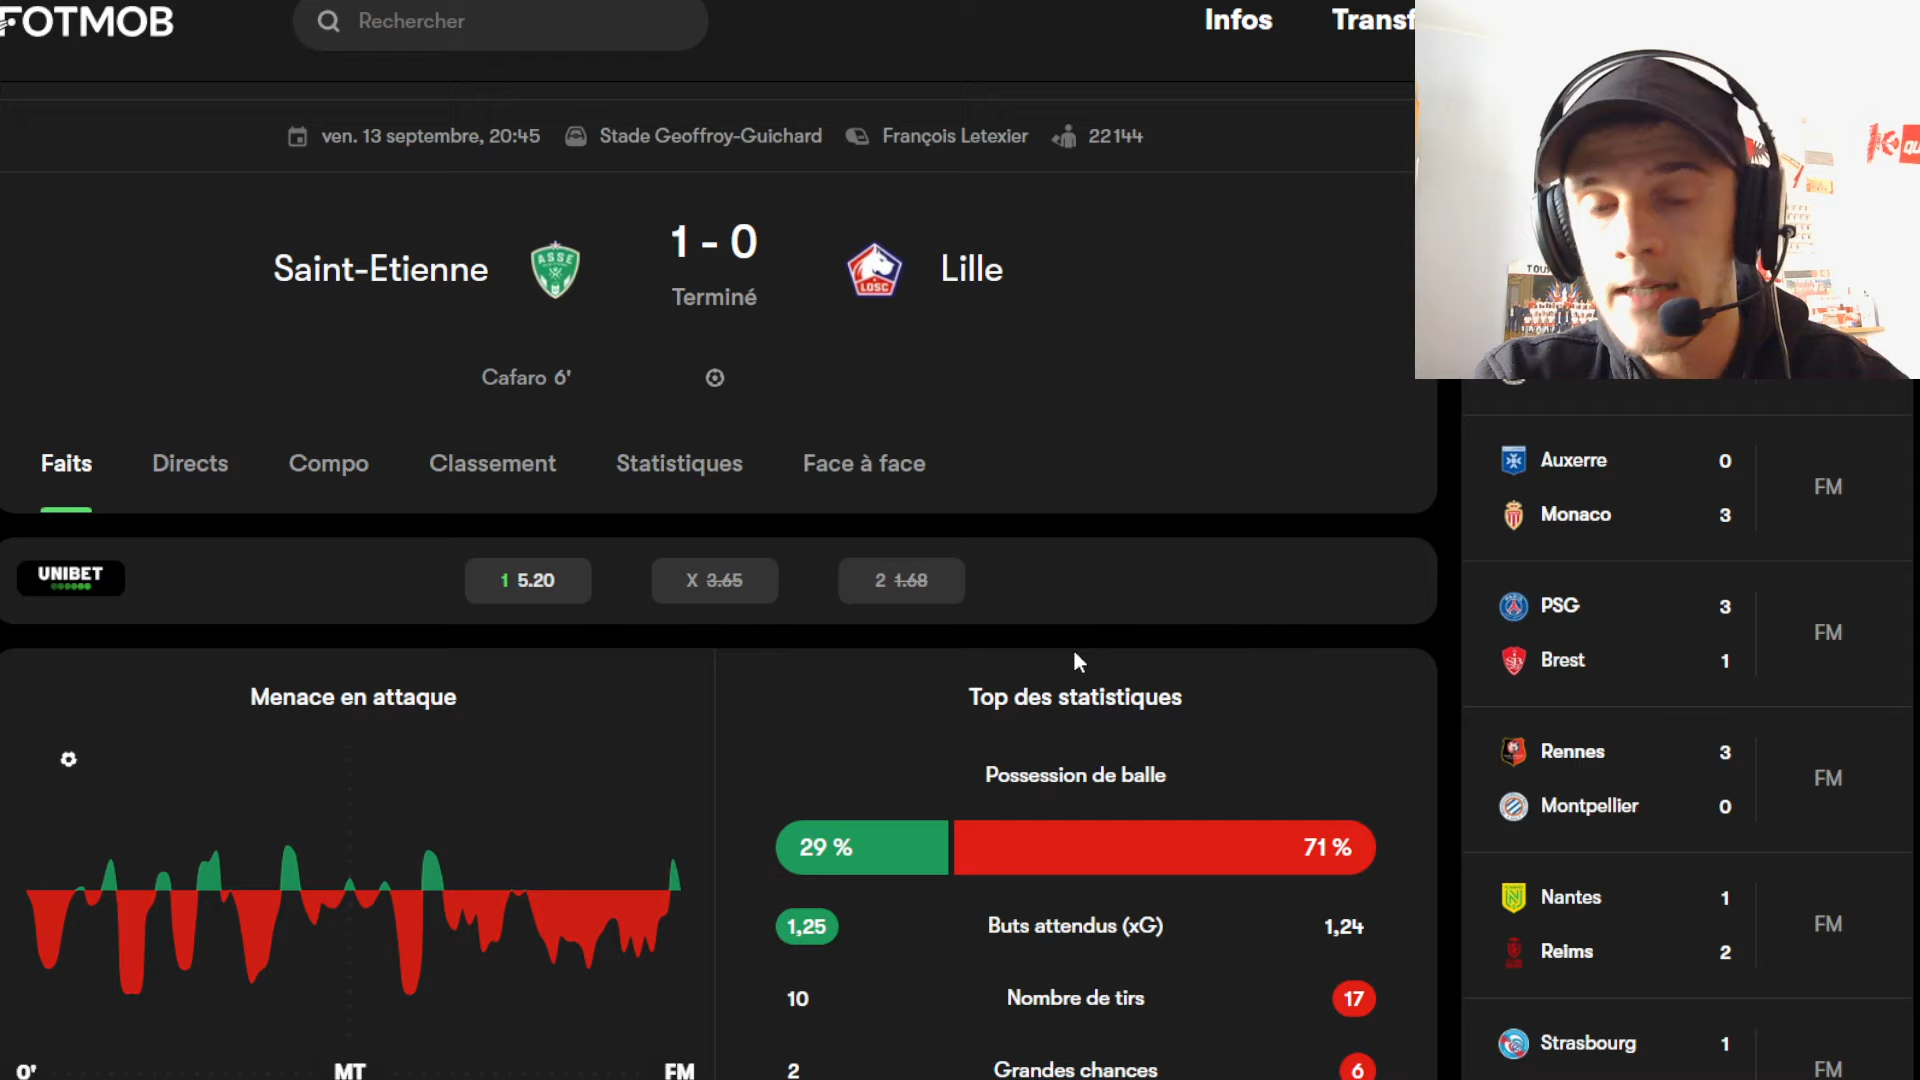 FOTMOB
Rechercher
Infos
Transf
ven. 13 septembre, 20:45
Stade Geoffroy-Guichard
François Letexier
22 144
Saint-Etienne
ASSE
1 - 0
Terminé
LOSC
Lille
Cafaro 6'
Faits
Directs
Compo
Classement
Statistiques
Face à face
UNIBET
1 5.20
X 3.65
2 1.68
Menace en attaque
0'
MT
FM
Top des statistiques
Possession de balle
29 %
71 %
1,25
Buts attendus (xG)
1,24
10
Nombre de tirs
17
2
Grandes chances
6
Auxerre
0
Monaco
3
FM
PSG
3
Brest
1
FM
Rennes
3
Montpellier
0
FM
Nantes
1
Reims
2
FM
Strasbourg
1
FM